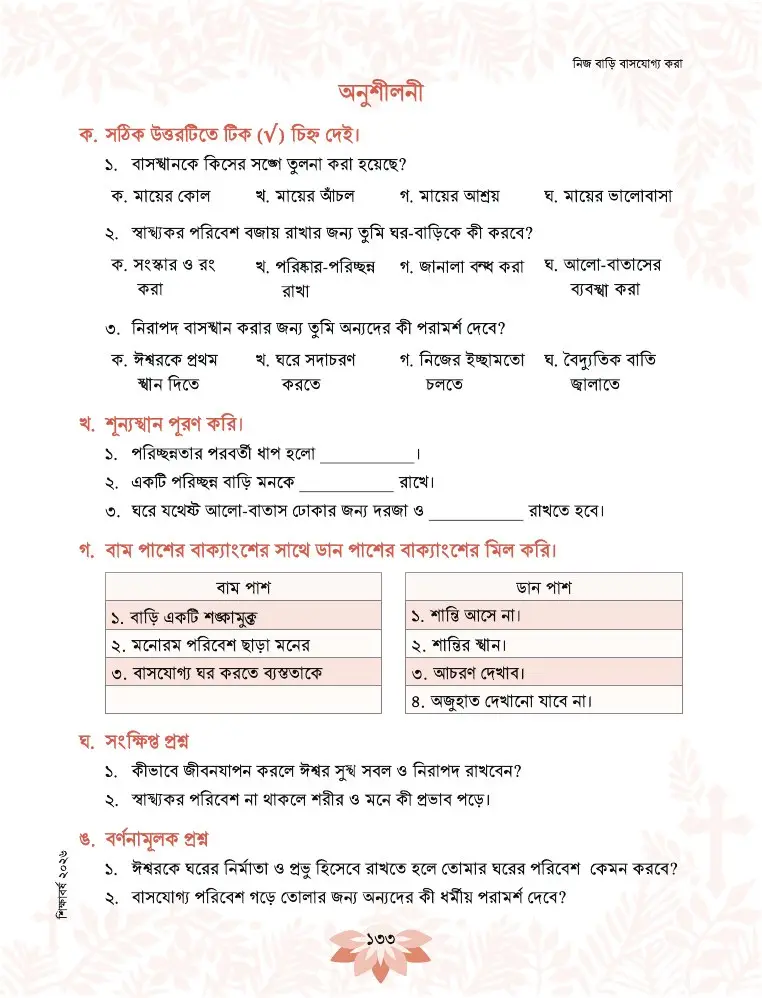 নিজ বাড়ি বাসযোগ্য করা
অনুশীলনী
ক. সঠিক উত্তরটিতে টিক (√) চিহ্ন দেই।
১. বাসস্থানকে কিসের সঙ্গে তুলনা করা হয়েছে?
ক. মায়ের কোল খ. মায়ের আঁচল গ. মায়ের আশ্রয় ঘ. মায়ের ভালোবাসা
২. স্বাস্থ্যকর পরিবেশ বজায় রাখার জন্য তুমি ঘর-বাড়িকে কী করবে?
ক. সংস্কার ও রং খ. পরিষ্কার-পরিচ্ছন্ন গ. জানালা বন্ধ করা ঘ. আলো-বাতাসের
করা রাখা ব্যবস্থা করা
৩. নিরাপদ বাসস্থান করার জন্য তুমি অন্যদের কী পরামর্শ দেবে?
ক. ঈশ্বরকে প্রথম খ. ঘরে সদাচরণ গ. নিজের ইচ্ছামতো ঘ. বৈদ্যুতিক বাতি
স্থান দিতে করতে চলতে জ্বালাতে
খ. শূন্যস্থান পূরণ করি।
১. পরিচ্ছন্নতার পরবর্তী ধাপ হলো ___________।
২. একটি পরিচ্ছন্ন বাড়ি মনকে ___________ রাখে।
৩. ঘরে যথেষ্ট আলো-বাতাস ঢোকার জন্য দরজা ও ___________ রাখতে হবে।
গ. বাম পাশের বাক্যাংশের সাথে ডান পাশের বাক্যাংশের মিল করি।
বাম পাশ ডান পাশ
১. বাড়ি একটি শঙ্কামুক্ত ১. শান্তি আসে না।
২. মনোরম পরিবেশ ছাড়া মনের ২. শান্তির স্থান।
৩. বাসযোগ্য ঘর করতে ব্যস্ততাকে ৩. আচরণ দেখাব।
৪. অজুহাত দেখানো যাবে না।
ঘ. সংক্ষিপ্ত প্রশ্ন
১. কীভাবে জীবনযাপন করলে ঈশ্বর সুস্থ সবল ও নিরাপদ রাখবেন?
২. স্বাস্থ্যকর পরিবেশ না থাকলে শরীর ও মনে কী প্রভাব পড়ে।
ঙ. বর্ণনামূলক প্রশ্ন
১. ঈশ্বরকে ঘরের নির্মাতা ও প্রভু হিসেবে রাখতে হলে তোমার ঘরের পরিবেশ কেমন করবে?
২. বাসযোগ্য পরিবেশ গড়ে তোলার জন্য অন্যদের কী ধর্মীয় পরামর্শ দেবে?
শিক্ষাবর্ষ ২০২৬
১৩৩